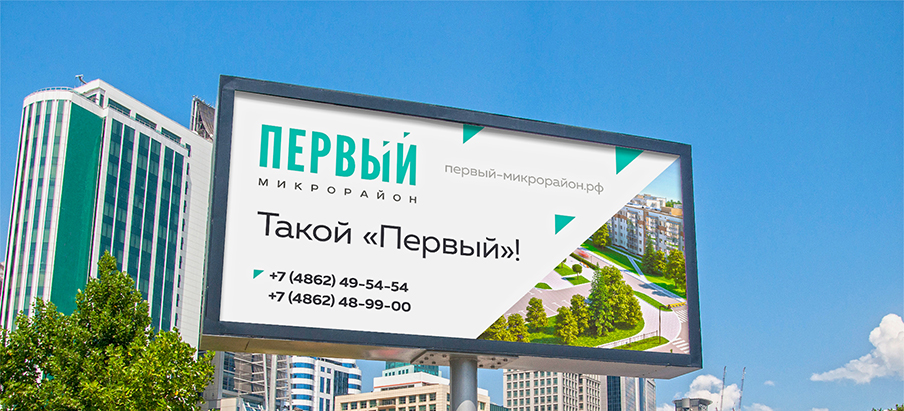 ПЕРВЫЙ
МИКРОРАЙОН
первый-микрорайон.рф
Такой «Первый»!
+7 (4862) 49-54-54
+7 (4862) 48-99-00